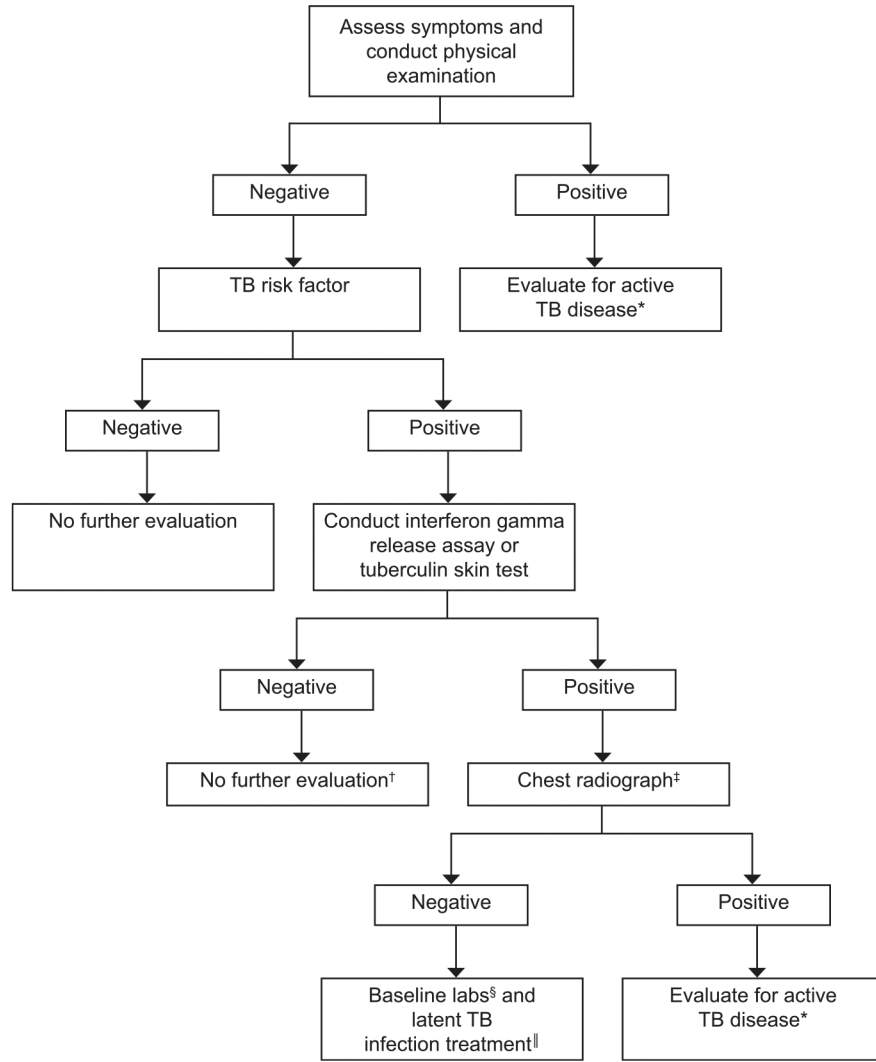 Assess symptoms and
conduct physical
examination
Negative
Positive
TB risk factor
Evaluate for active
TB disease*
Negative
Positive
No further evaluation
Conduct interferon gamma
release assay or
tuberculin skin test
Negative
Positive
No further evaluation†
Chest radiograph‡
Negative
Positive
Baseline labs§ and
latent TB
infection treatment‖
Evaluate for active
TB disease*